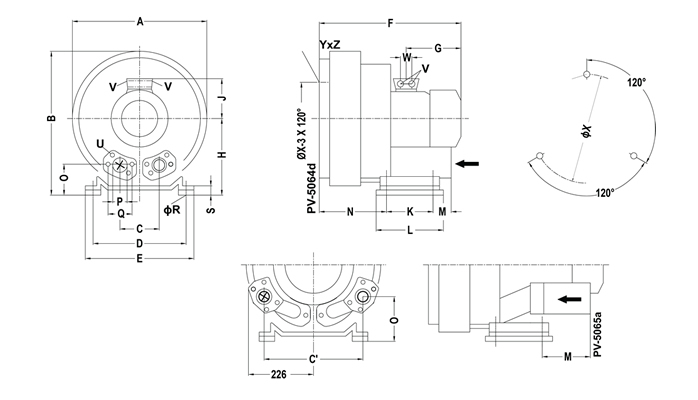 A
B
V
V
J
H
U
O
P
Q
ϕR
S
C
D
E
F
G
YxZ
W
V
ØX-3 X 120°
PV-5064d
N
K
M
L
120°
ϕX
120°
O
C'
226
M
PV-5065a